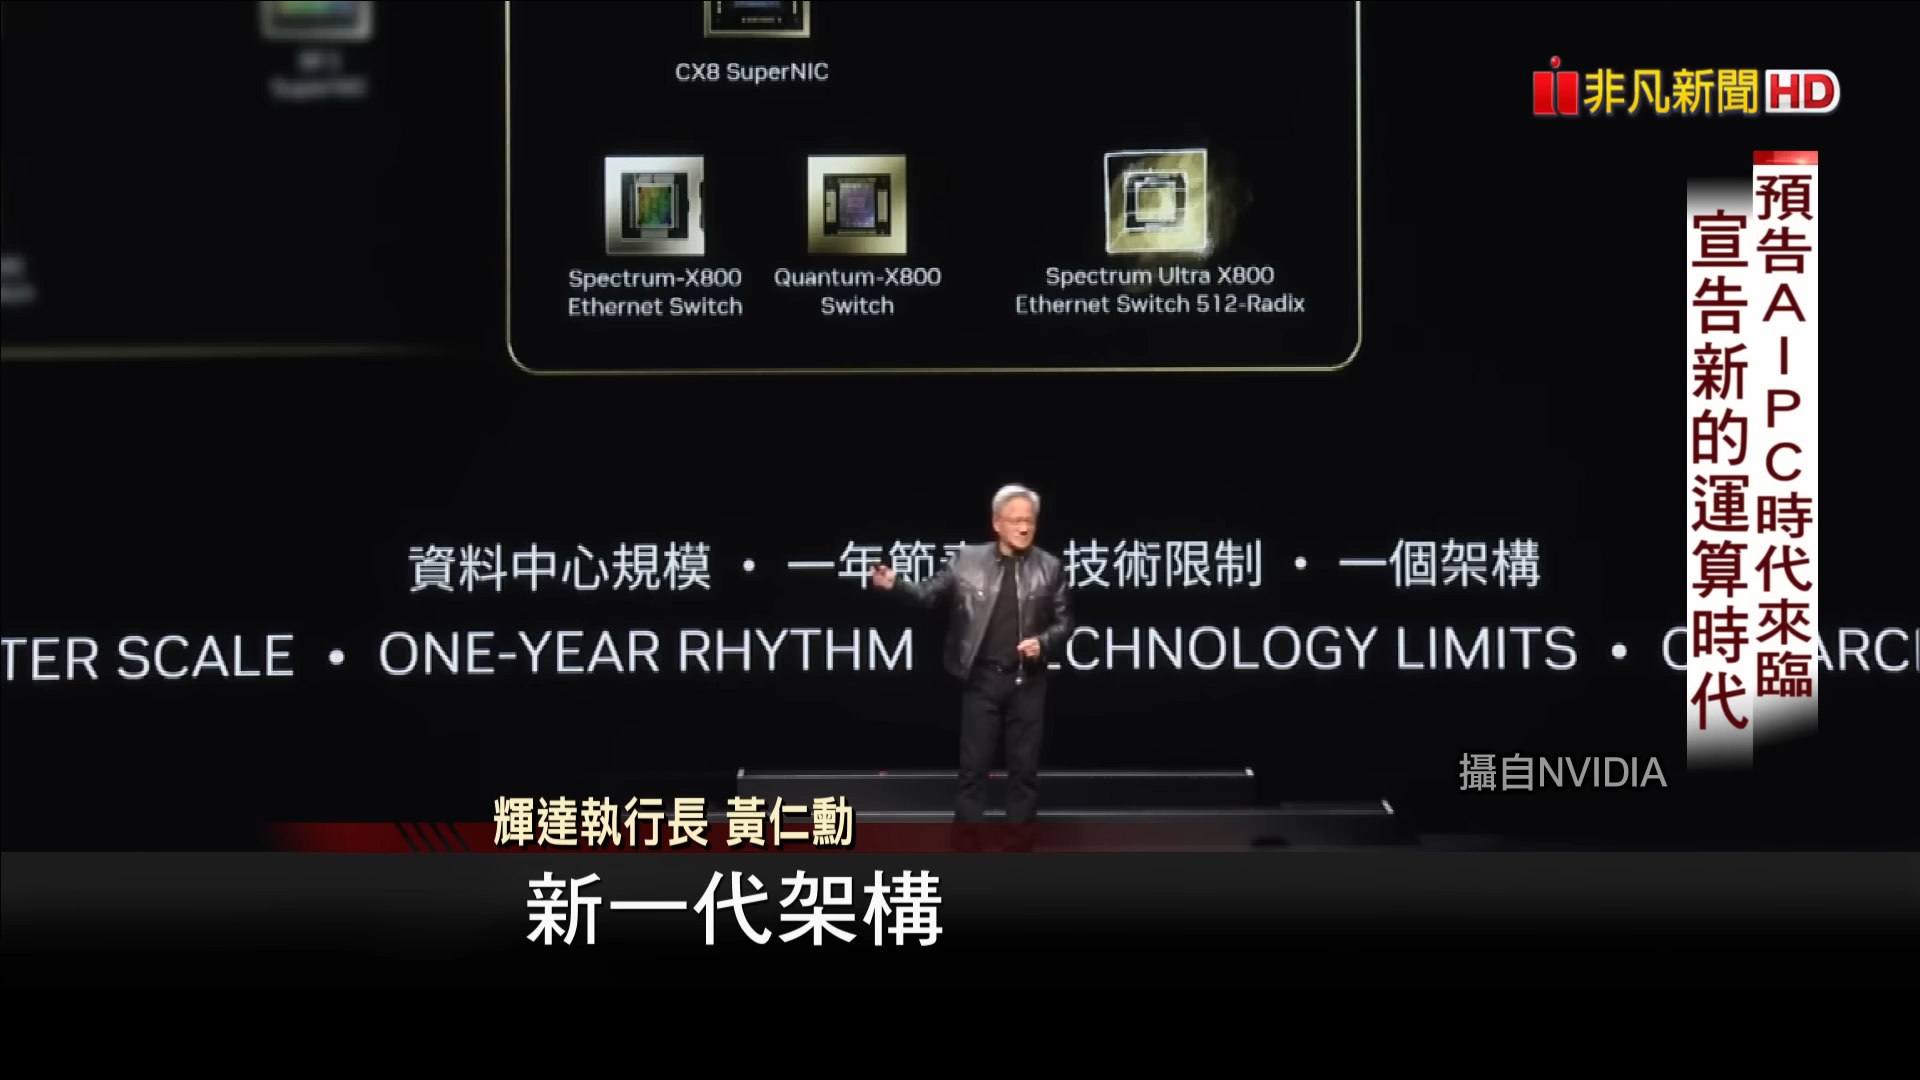 CX8 SuperNIC
非凡新聞HD
Spectrum-X800
Ethernet Switch
Quantum-X800
Switch
Spectrum Ultra X800
Ethernet Switch 512-Radix
預告AIPC時代來臨
宣告新的運算時代
資料中心規模 • 一年節 技術限制 • 一個架構
TER SCALE • ONE-YEAR RHYTHM CHNOLOGY LIMITS • ARC
攝自NVIDIA
輝達執行長 黃仁勳
新一代架構